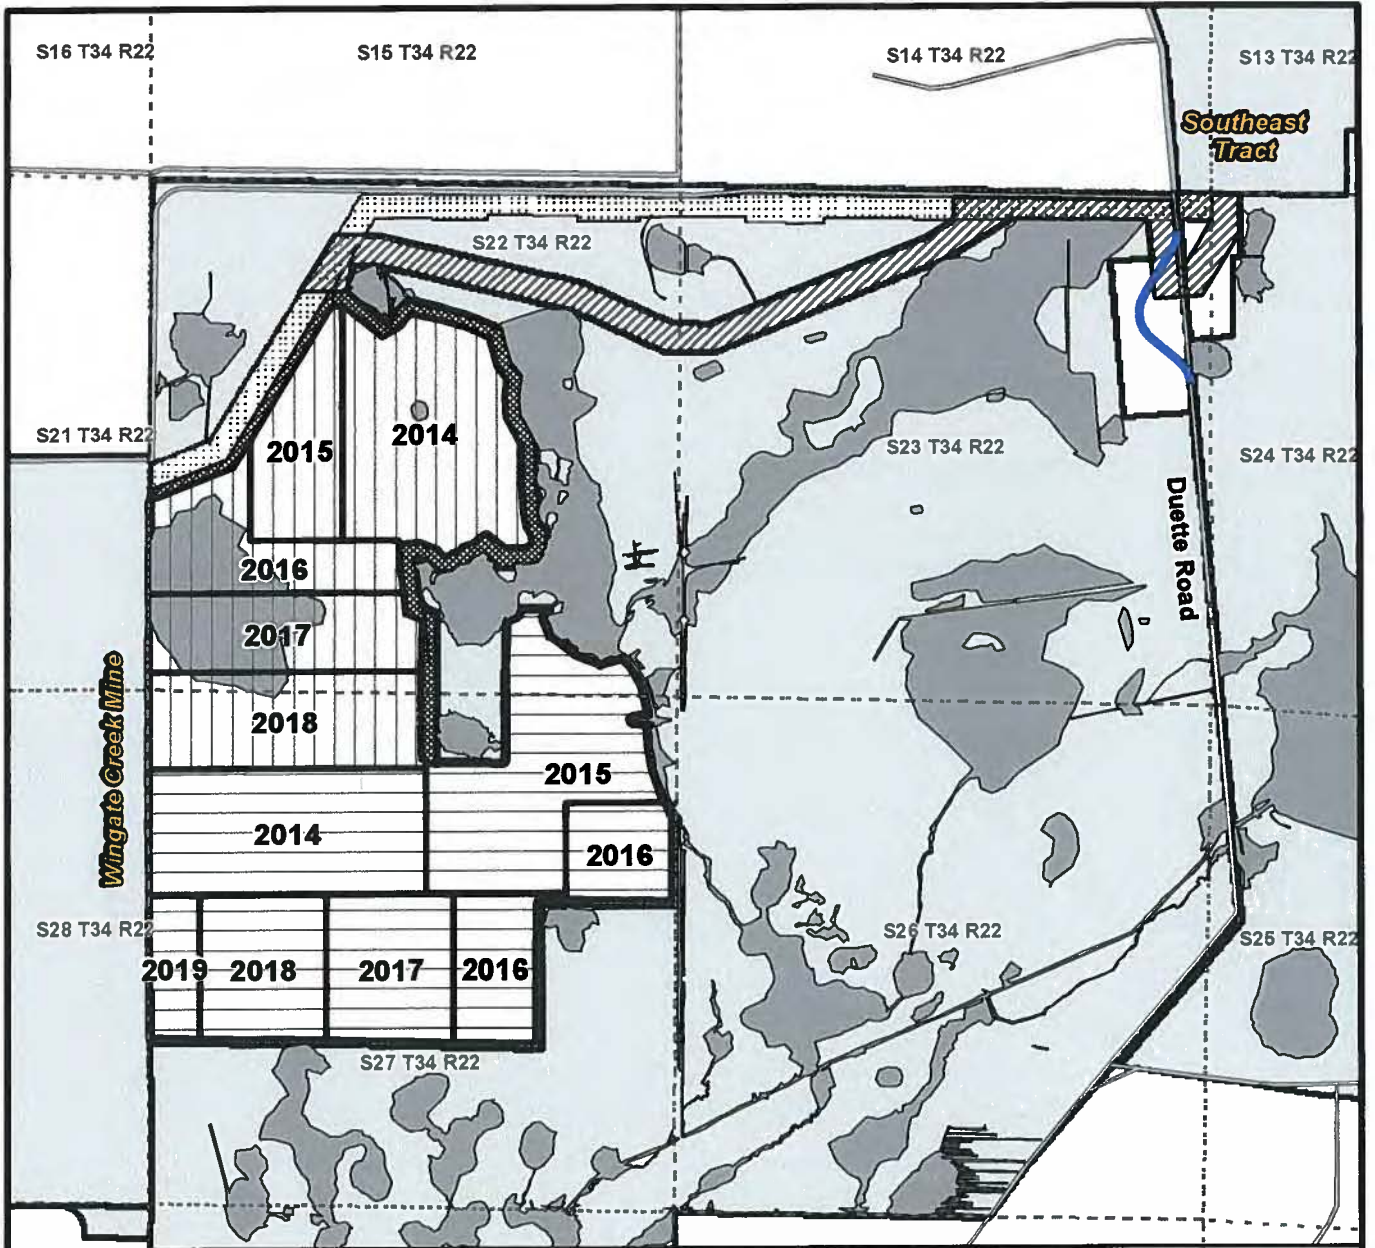 S16 T34 R22
S15 T34 R22
S14 T34 R22
S13 T34 R22
Southeast
Tract
S22 T34 R22
S21 T34 R22
2015
2014
S23 T34 R22
S24 T34 R22
Duette Road
2016
2017
2018
Wingate Creek Mine
2015
2014
2016
S28 T34 R22
S26 T34 R22
S25 T34 R22
2019
2018
2017
2016
S27 T34 R22